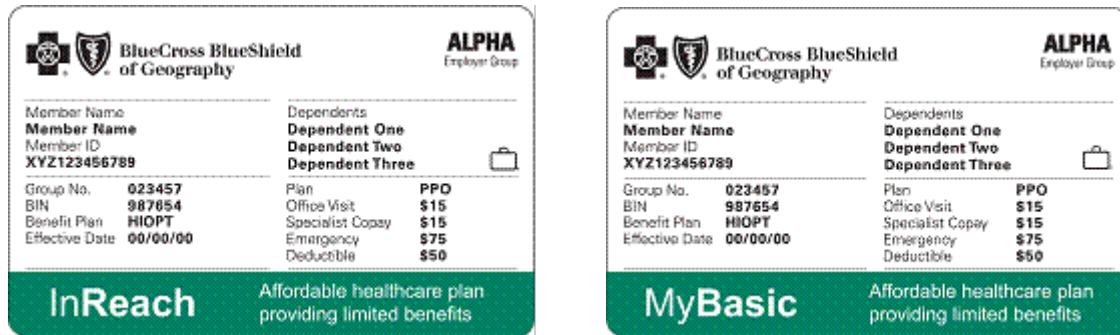 BlueCross BlueShield
of Geography
ALPHA
Employer Group
Member Name
Member Name
Member ID
XYZ123456789
Dependents
Dependent One
Dependent Two
Dependent Three
Group No. 023457
BIN 987654
Benefit Plan HIOPT
Effective Date 00/00/00
Plan PPO
Office Visit $15
Specialist Copay $15
Emergency $75
Deductible $50
InReach
Affordable healthcare plan
providing limited benefits
BlueCross BlueShield
of Geography
ALPHA
Employer Group
Member Name
Member Name
Member ID
XYZ123456789
Dependents
Dependent One
Dependent Two
Dependent Three
Group No. 023457
BIN 987654
Benefit Plan HIOPT
Effective Date 00/00/00
Plan PPO
Office Visit $15
Specialist Copay $15
Emergency $75
Deductible $50
MyBasic
Affordable healthcare plan
providing limited benefits